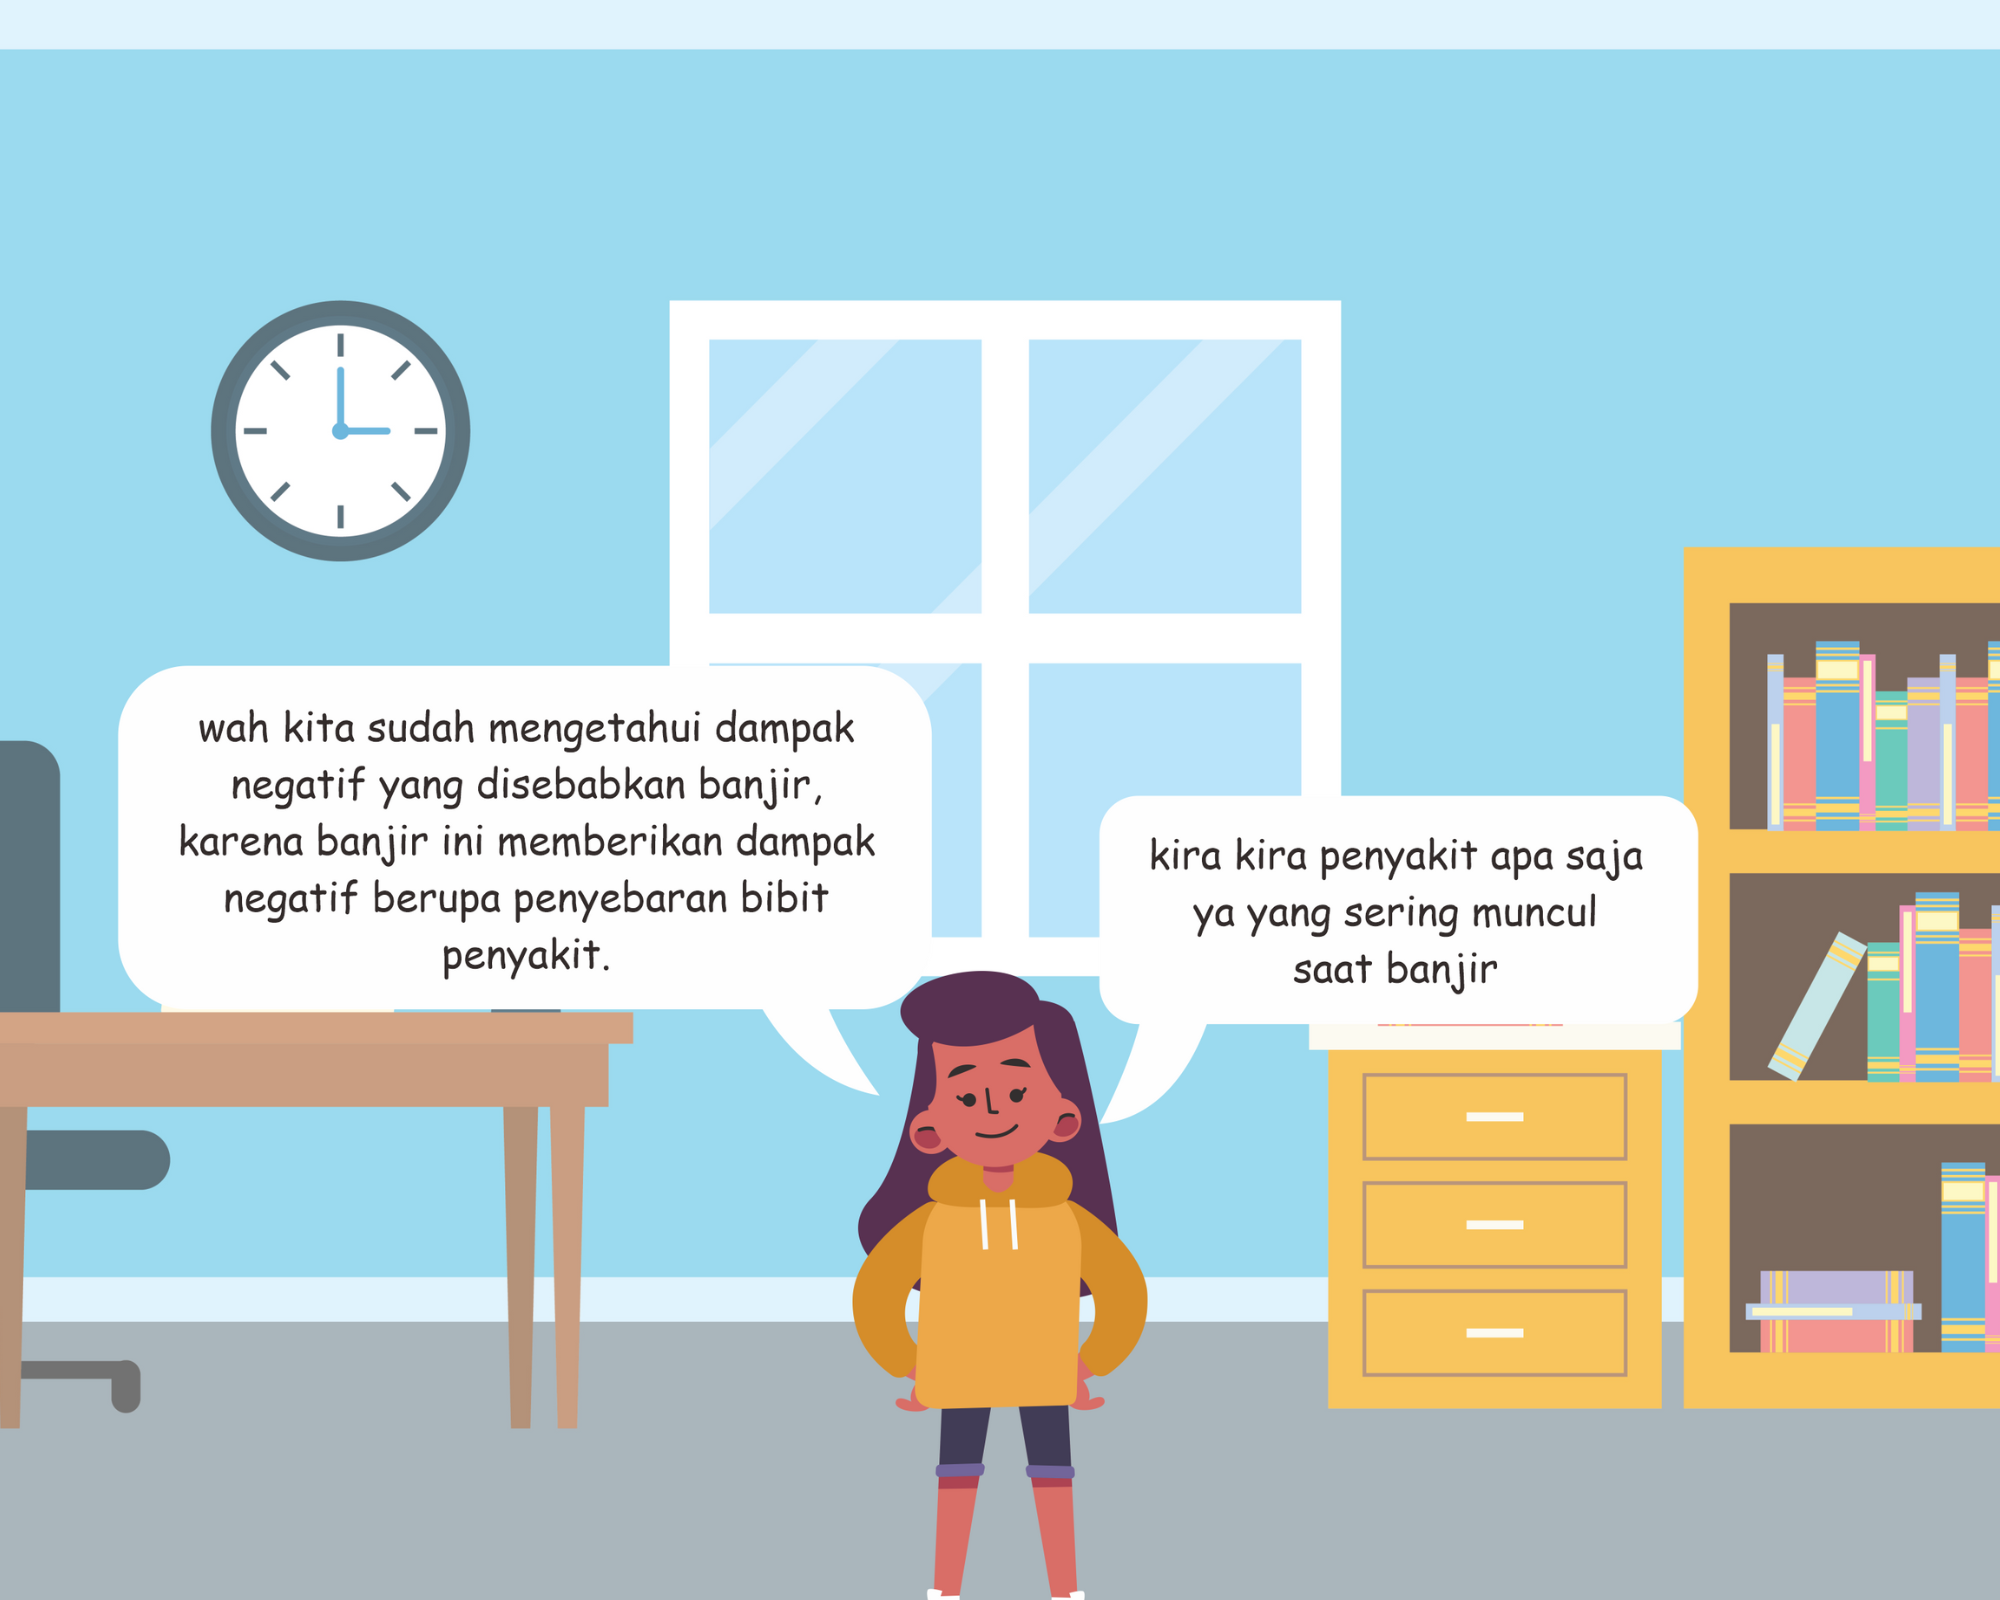 wah kita sudah mengetahui dampak
negatif yang disebabkan banjir,
karena banjir ini memberikan dampak
negatif berupa penyebaran bibit
penyakit.
kira kira penyakit apa saja
ya yang sering muncul
saat banjir